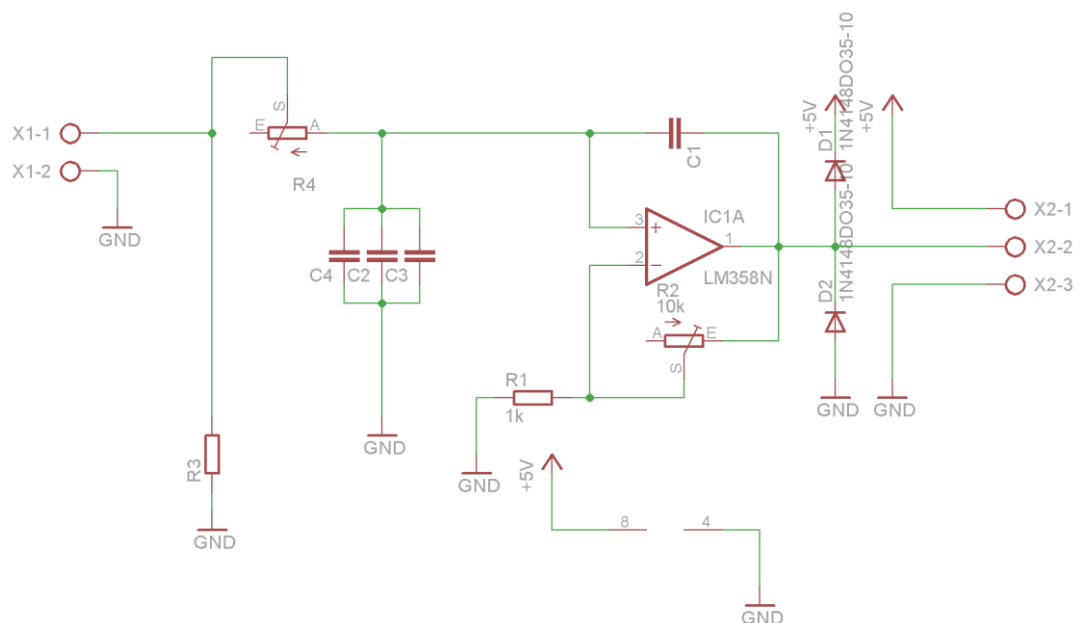 X1-1
X1-2
GND
E
S
A
R4
C4
C2
C3
GND
R3
GND
C1
3
+
2
−
1
IC1A
LM358N
R2
10k
A
E
S
R1
1k
GND
+5V
8
4
GND
+5V
D1
1N4148DO35-10
+5V
D2
1N4148DO35-10
GND
GND
X2-1
X2-2
X2-3